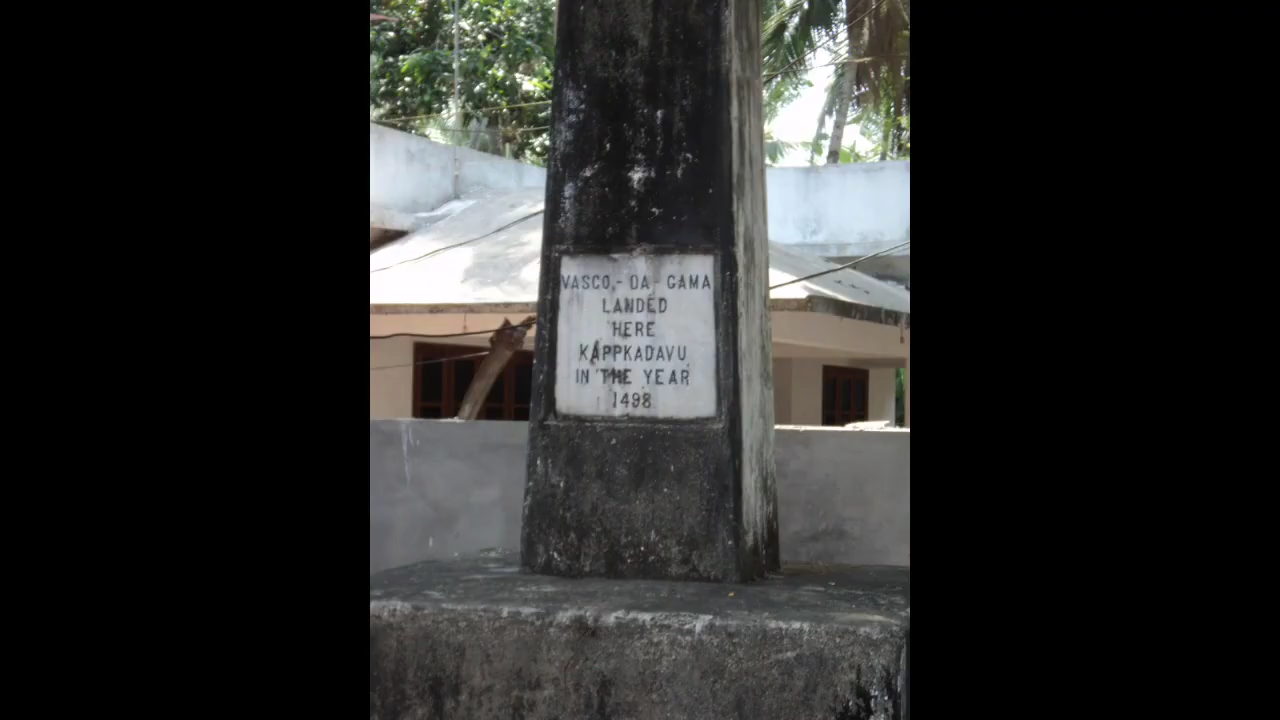 VASCO.-DA-GAMA
LANDED
HERE
KAPPKADAVU
IN THE YEAR
1498